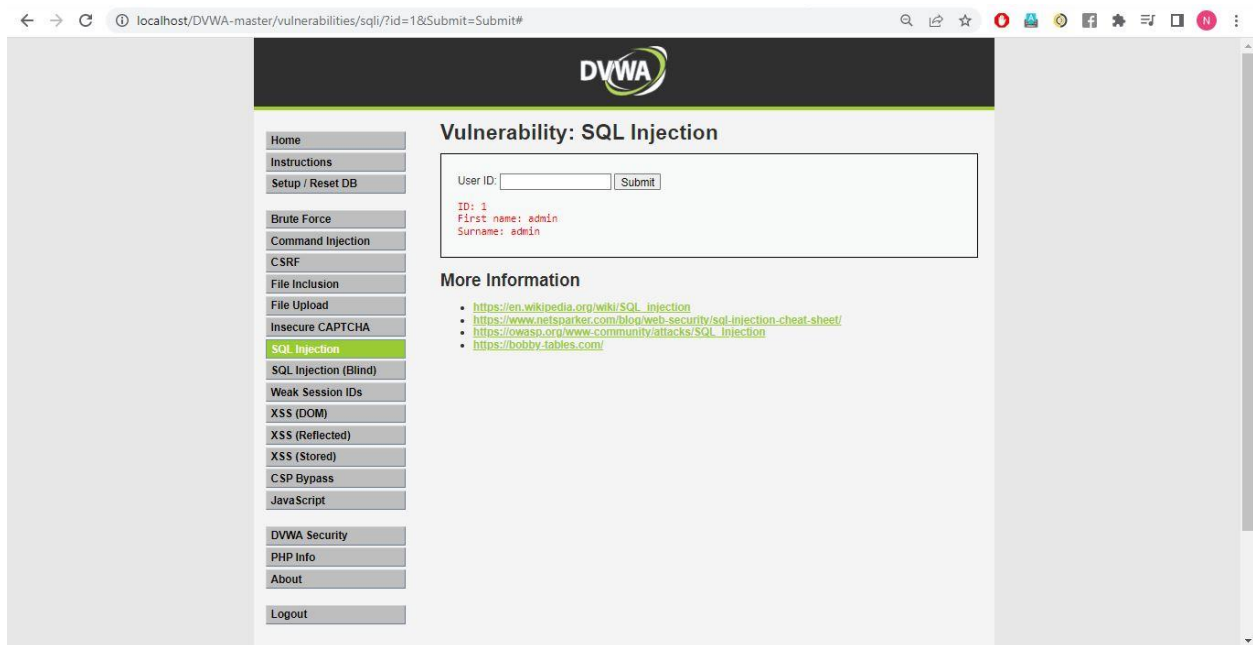 localhost/DVWA-master/vulnerabilities/sqli/?id=1&Submit=Submit#
N
DVWA
Home
Instructions
Setup / Reset DB
Brute Force
Command Injection
CSRF
File Inclusion
File Upload
Insecure CAPTCHA
SQL Injection
SQL Injection (Blind)
Weak Session IDs
XSS (DOM)
XSS (Reflected)
XSS (Stored)
CSP Bypass
JavaScript
DVWA Security
PHP Info
About
Logout
Vulnerability: SQL Injection
User ID: Submit
ID: 1
First name: admin
Surname: admin
More Information
https://en.wikipedia.org/wiki/SQL_injection
https://www.netsparker.com/blog/web-security/sql-injection-cheat-sheet/
https://owasp.org/www-community/attacks/SQL_Injection
https://bobby-tables.com/